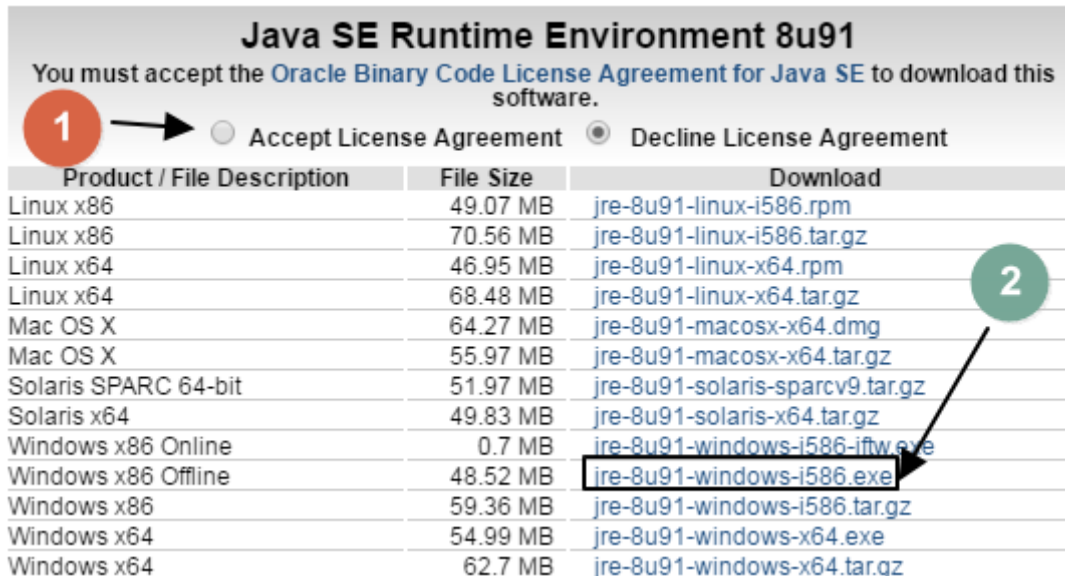 Java SE Runtime Environment 8u91
You must accept the Oracle Binary Code License Agreement for Java SE to download this
software.
1 Accept License Agreement Decline License Agreement
Product / File Description File Size Download
Linux x86 49.07 MB jre-8u91-linux-i586.rpm
Linux x86 70.56 MB jre-8u91-linux-i586.tar.gz
Linux x64 46.95 MB jre-8u91-linux-x64.rpm
2
Linux x64 68.48 MB jre-8u91-linux-x64.tar.gz
Mac OS X 64.27 MB jre-8u91-macosx-x64.dmg
Mac OS X 55.97 MB jre-8u91-macosx-x64.tar.gz
Solaris SPARC 64-bit 51.97 MB jre-8u91-solaris-sparcv9.tar.gz
Solaris x64 49.83 MB jre-8u91-solaris-x64.tar.gz
Windows x86 Online 0.7 MB jre-8u91-windows-i586-iftw.exe
Windows x86 Offline 48.52 MB jre-8u91-windows-i586.exe
Windows x86 59.36 MB jre-8u91-windows-i586.tar.gz
Windows x64 54.99 MB jre-8u91-windows-x64.exe
Windows x64 62.7 MB jre-8u91-windows-x64.tar.gz